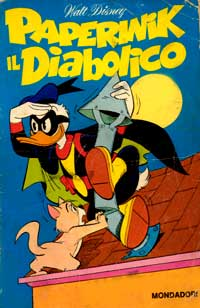 Walt Disney
PAPERINIK
IL DIABOLICO
MONDADORI